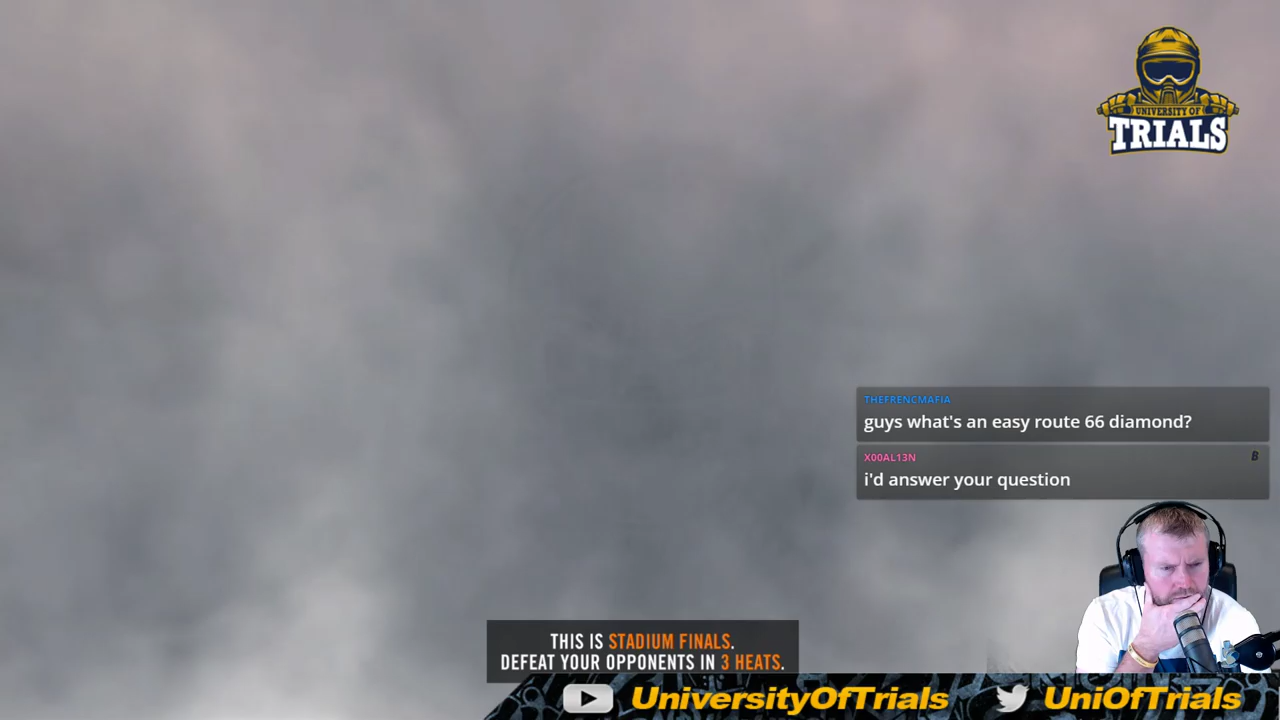 UNIVERSITY OF
TRIALS
THEFRENCMAFIA
guys what's an easy route 66 diamond?
X00AL13N
i'd answer your question
THIS IS STADIUM FINALS.
DEFEAT YOUR OPPONENTS IN 3 HEATS.
UniversityOfTrials UniOfTrials